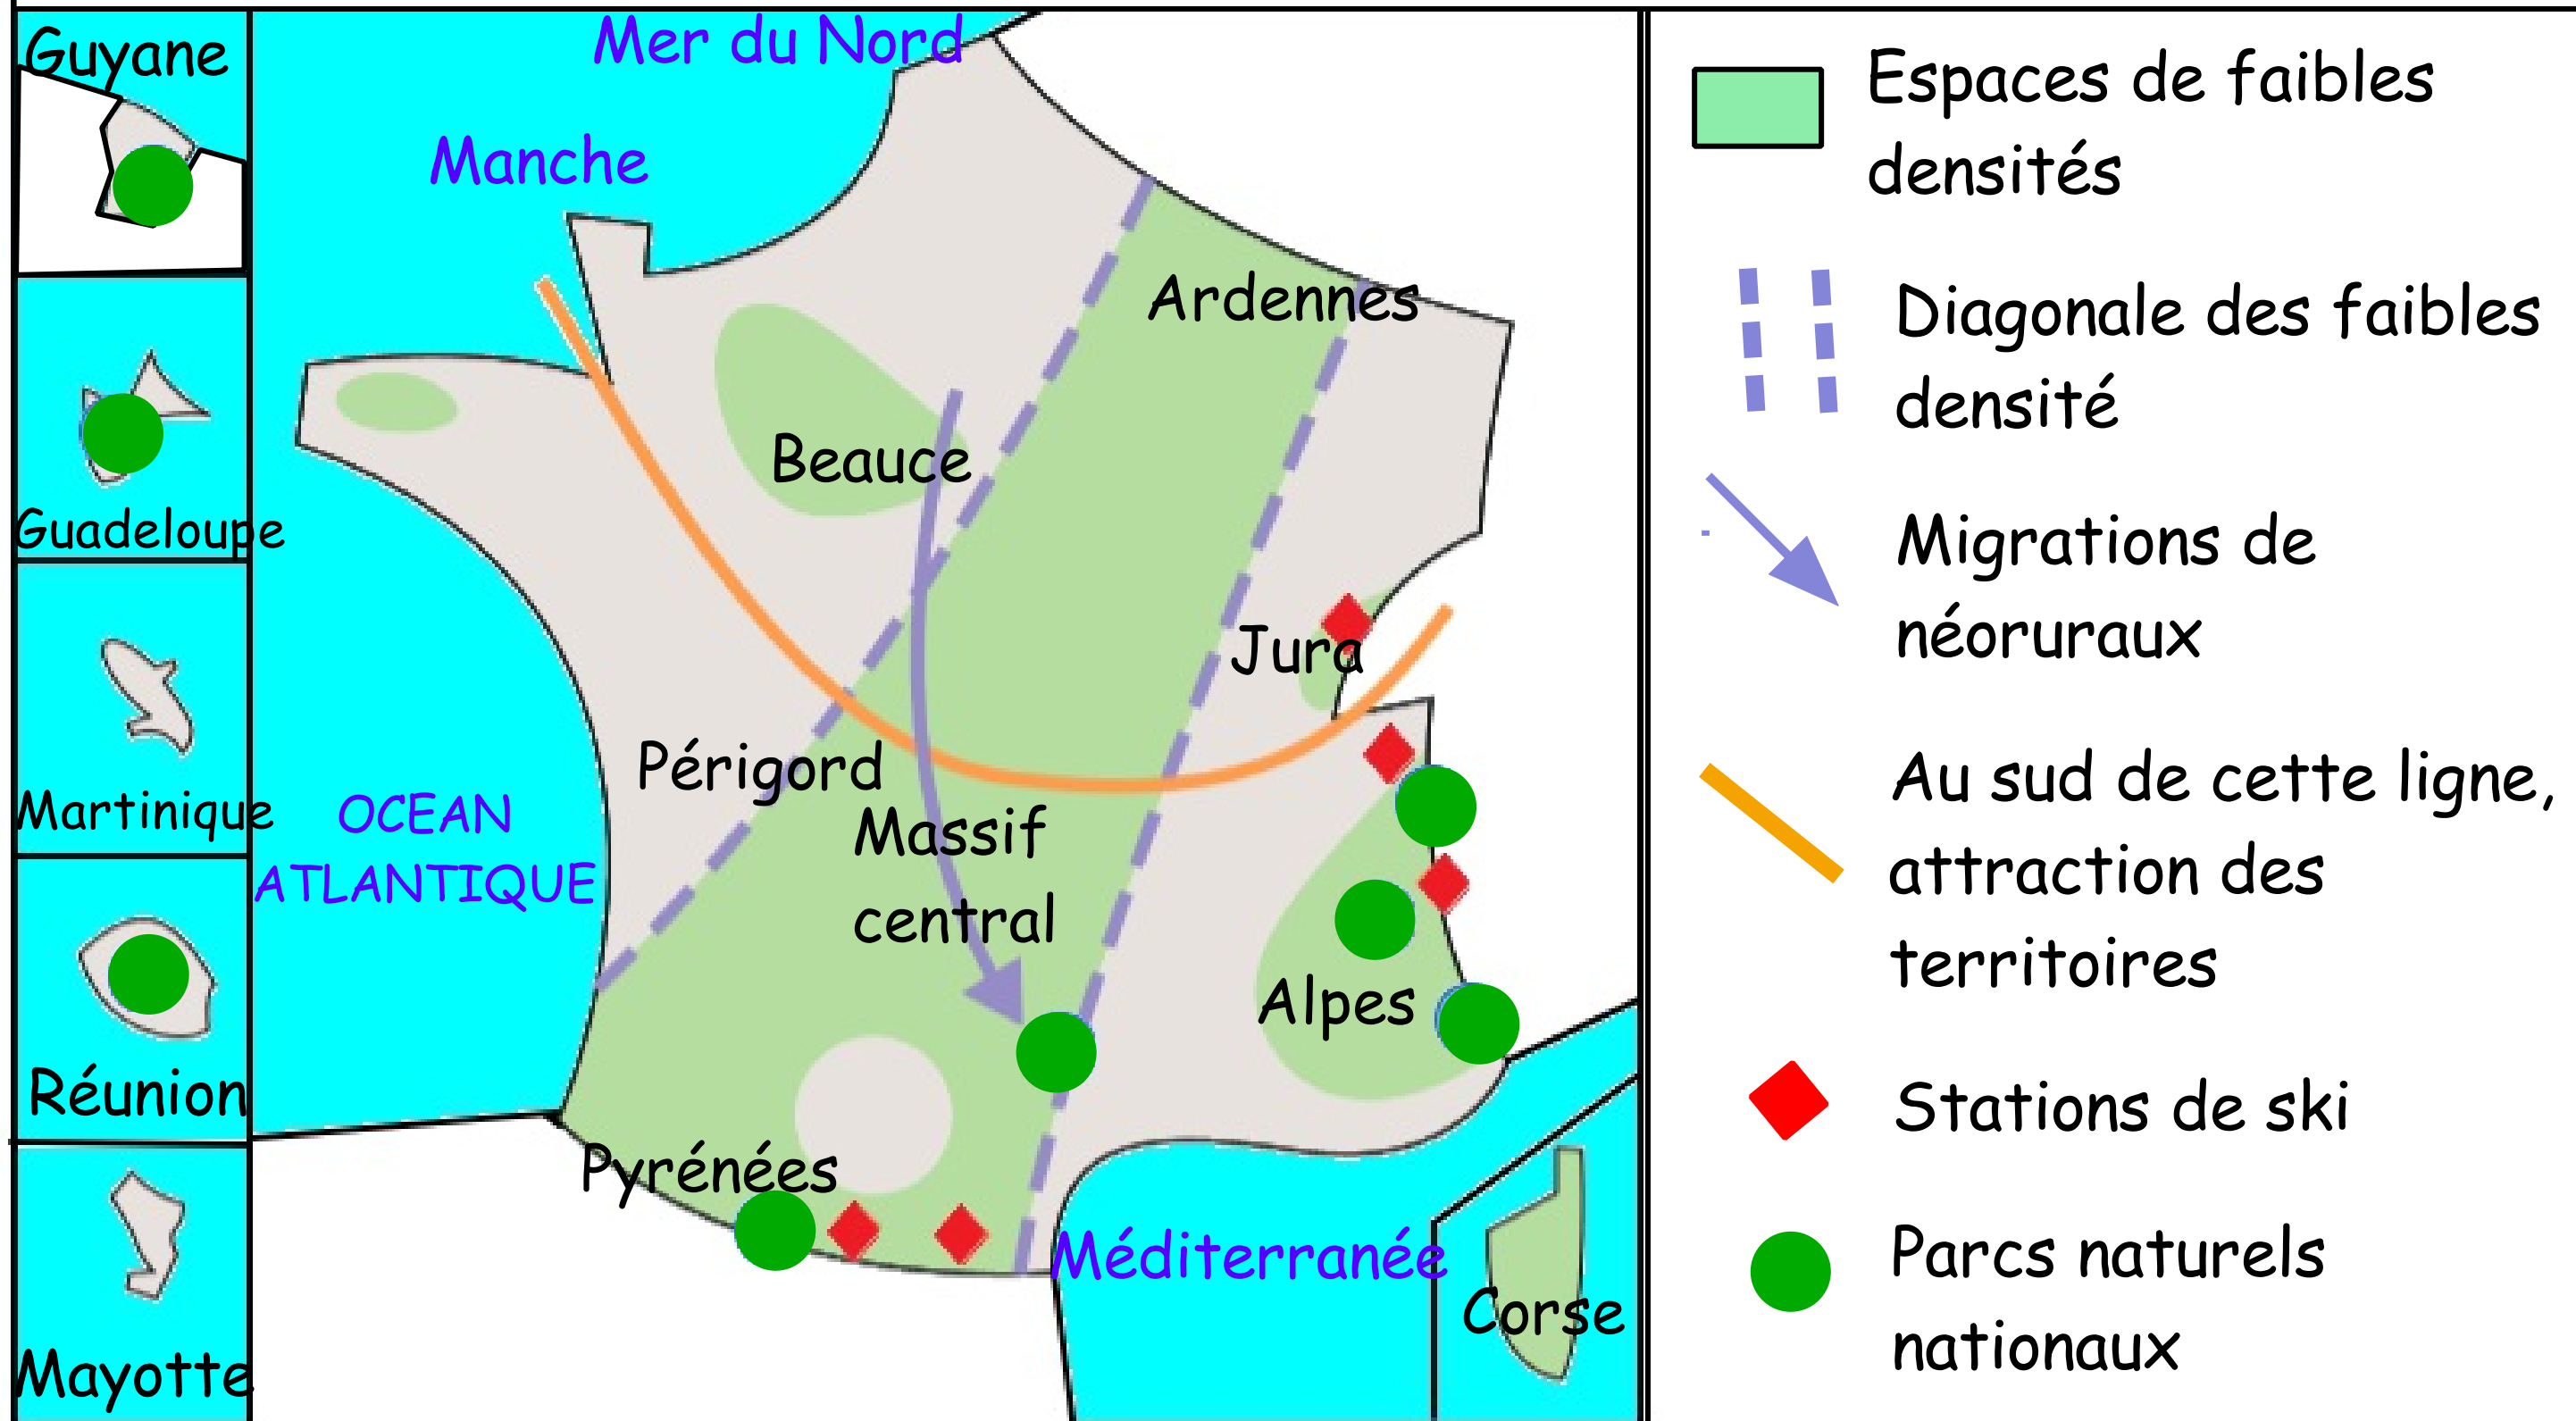 Guyane
Guadeloupe
Martinique
Réunion
Mayotte
Mer du Nord
Manche
Ardennes
Beauce
Jura
Périgord
OCEAN
ATLANTIQUE
Massif
central
Alpes
Pyrénées
Méditerranée
Corse
Espaces de faibles
densités
Diagonale des faibles
densité
Migrations de
néoruraux
Au sud de cette ligne,
attraction des
territoires
Stations de ski
Parcs naturels
nationaux